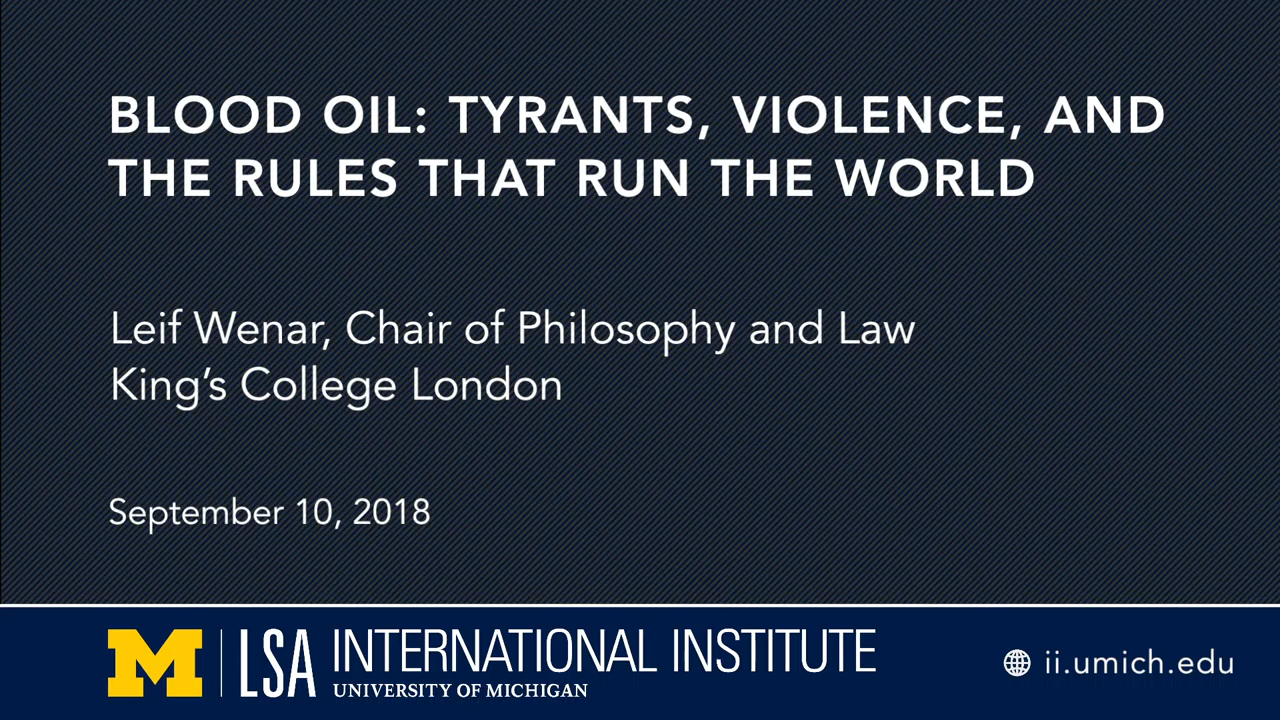 BLOOD OIL: TYRANTS, VIOLENCE, AND
THE RULES THAT RUN THE WORLD
Leif Wenar, Chair of Philosophy and Law
King's College London
September 10, 2018
M LSA INTERNATIONAL INSTITUTE
UNIVERSITY OF MICHIGAN
ii.umich.edu